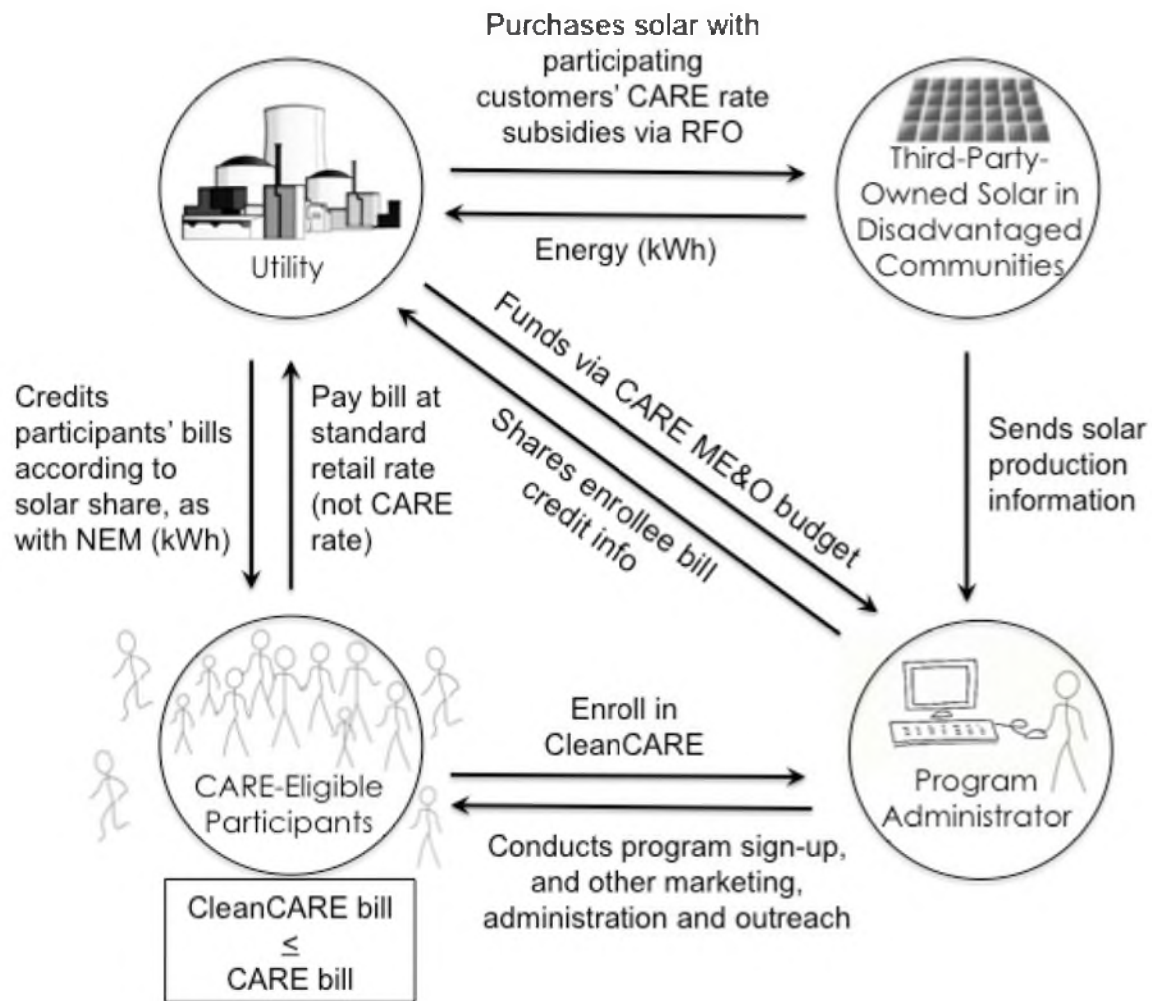 Purchases solar with
participating
customers' CARE rate
subsidies via RFO
Utility
Third-Party-
Owned Solar in
Disadvantaged
Communities
Energy (kWh)
Funds via CARE ME&O budget
Shares enrollee bill
credit info
Credits
participants' bills
according to
solar share, as
with NEM (kWh)
Pay bill at
standard
retail rate
(not CARE
rate)
Sends solar
production
information
CARE-Eligible
Participants
Enroll in
CleanCARE
Program
Administrator
Conducts program sign-up,
and other marketing,
administration and outreach
CleanCARE bill
≤
CARE bill